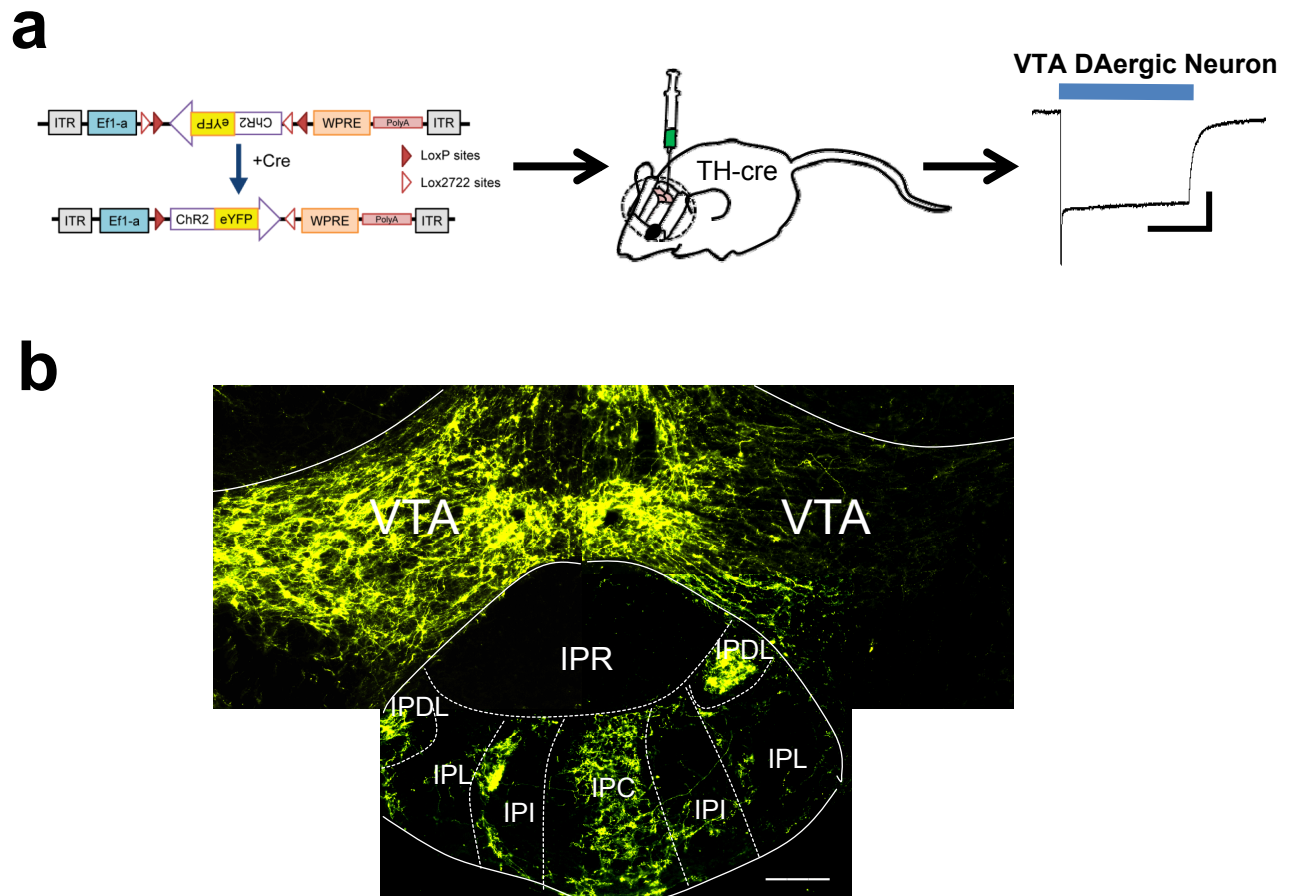 a
VTA DAergic Neuron
ITR Ef1-a eYFP ChR2 WPRE PolyA ITR
+Cre
LoxP sites
Lox2722 sites
ITR Ef1-a ChR2 eYFP WPRE PolyA ITR
TH-cre
b
VTA VTA
IPR
IPDL
IPDL
IPL
IPL
IPC
IPI
IPI